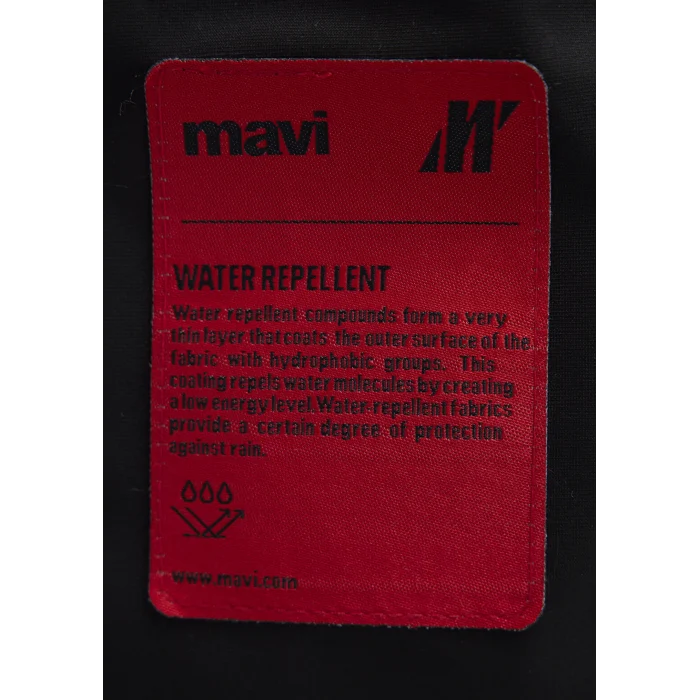 mavi M
WATER REPELLENT
Water repellent compounds form a very
thin layer that coats the outer surface of the
fabric with hydrophobic groups. This
coating repels water molecules by creating
a low energy level. Water repellent fabrics
provide a certain degree of protection
against rain.
www.mavi.com